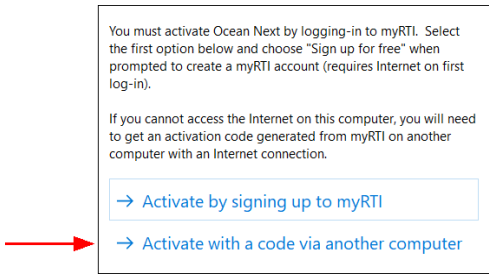 You must activate Ocean Next by logging-in to myRTI.  Select
the first option below and choose "Sign up for free" when
prompted to create a myRTI account (requires Internet on first
log-in).
If you cannot access the Internet on this computer, you will need
to get an activation code generated from myRTI on another
computer with an Internet connection.
→ Activate by signing up to myRTI
→ Activate with a code via another computer